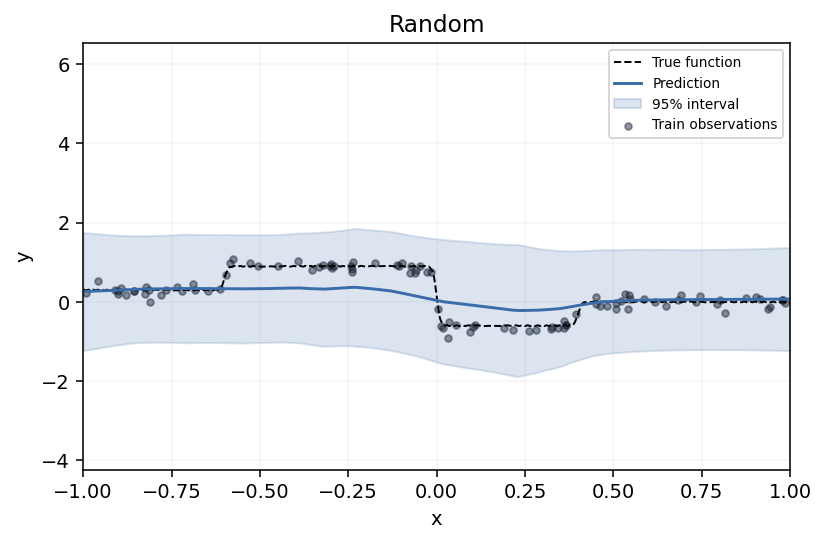 Random
6
4
2
0
−2
−4
y
−1.00 −0.75 −0.50 −0.25 0.00 0.25 0.50 0.75 1.00
x
True function
Prediction
95% interval
Train observations